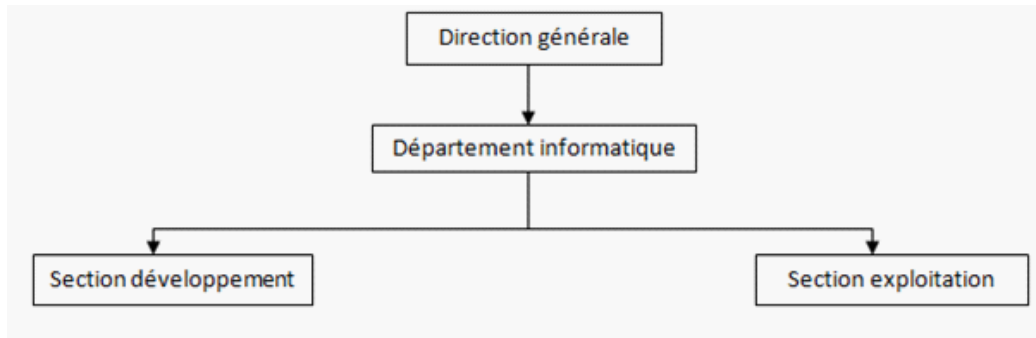 Direction générale
Département informatique
Section développement
Section exploitation